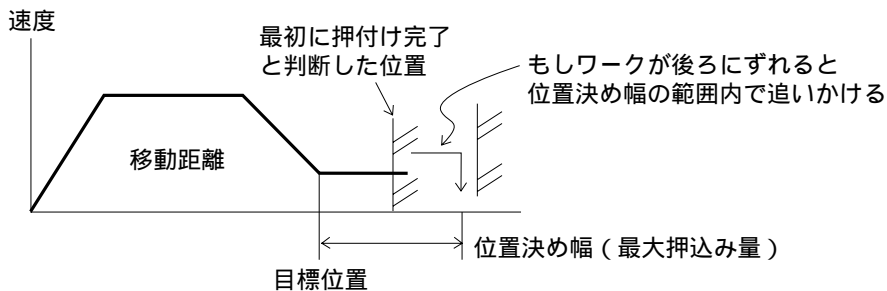 速度
最初に押付け完了
と判断した位置
もしワークが後ろにずれると
位置決め幅の範囲内で追いかける
移動距離
位置決め幅(最大押込み量)
目標位置